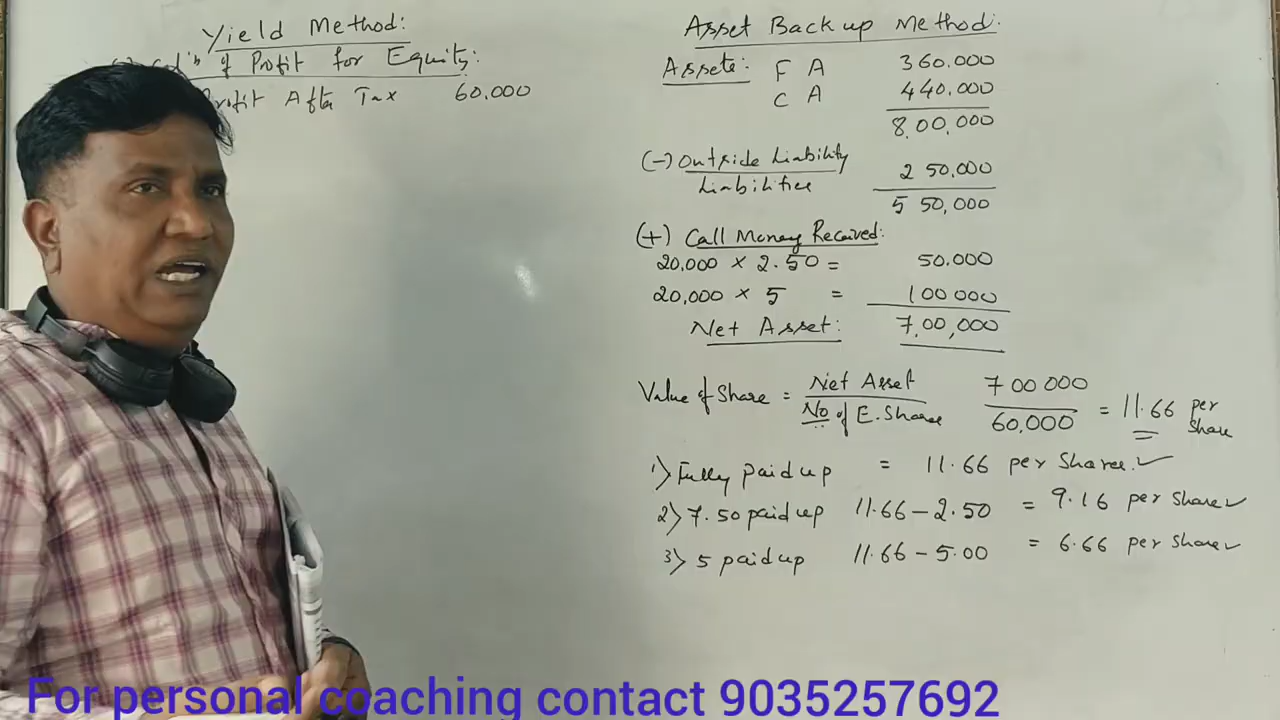 Yield Method:
of Profit for Equity:
Profit After Tax 60.000
Asset Backup Method:
Assets: F A 360.000
C A 440.000
8,00,000
(-) Outside Liability
Liabilities 2 50.000
5 50,000
(+) Call Money Received:
20,000 × 2.50 = 50.000
20,000 × 5 = 100 000
Net Asset: 7,00,000
Value of Share = Net Asset / No of E. Share 7 00 000 / 60,000 = 11.66 per Share
1) Fully paid up = 11.66 per Shares. ✓
2) 7.50 paid up 11.66 – 2.50 = 9.16 per Share ✓
3) 5 paid up 11.66 – 5.00 = 6.66 per Share ✓
For personal coaching contact 9035257692